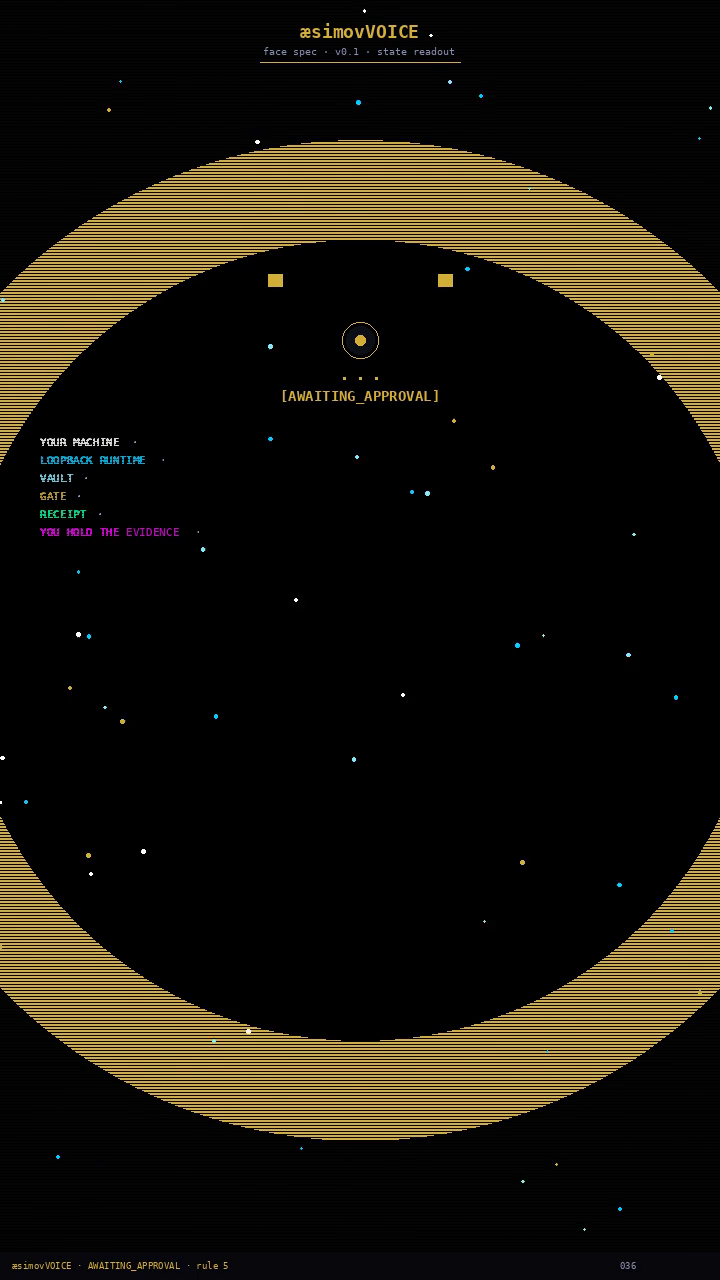 æsimovVOICE
face spec · v0.1 · state readout
[AWAITING_APPROVAL]
YOUR MACHINE ·
LOOPBACK RUNTIME ·
VAULT ·
GATE ·
RECEIPT ·
YOU HOLD THE EVIDENCE ·
æsimovVOICE · AWAITING_APPROVAL · rule 5
036